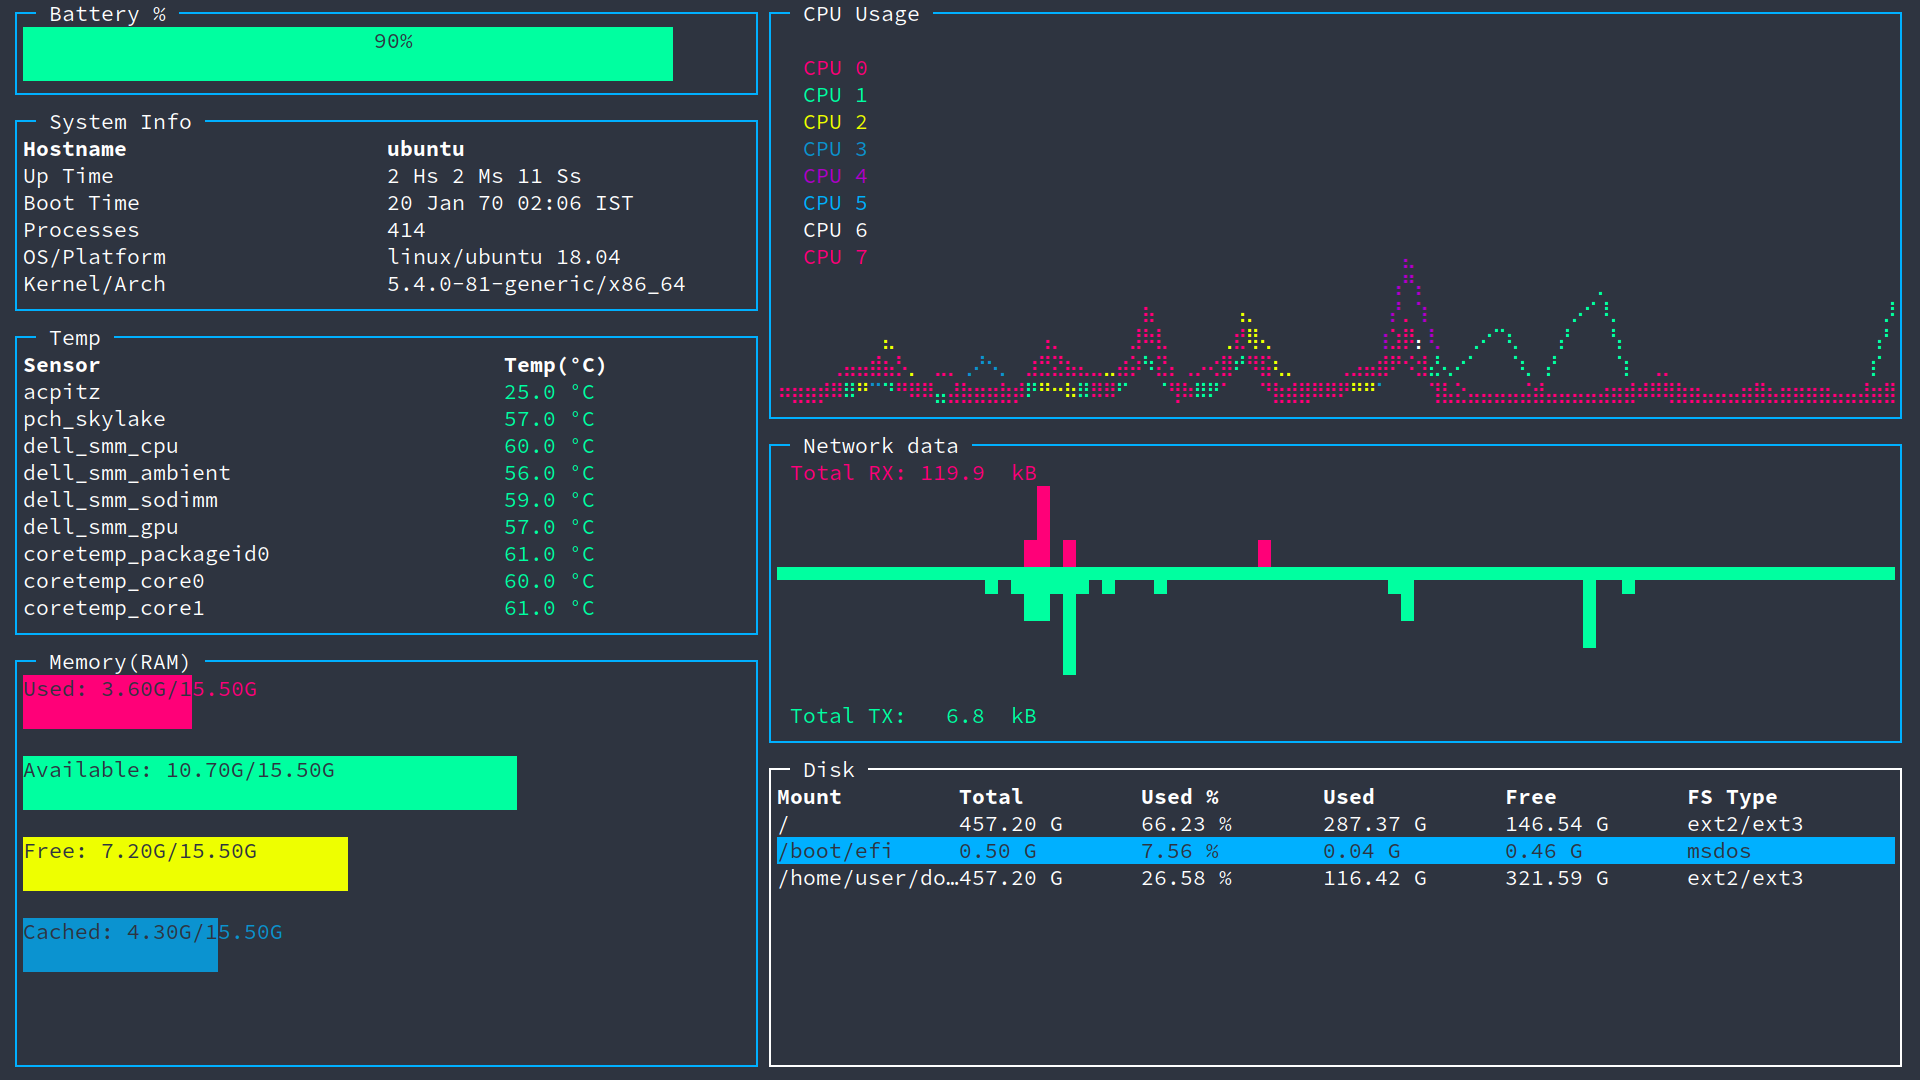 Battery %
90%
System Info
Hostname ubuntu
Up Time 2 Hs 2 Ms 11 Ss
Boot Time 20 Jan 70 02:06 IST
Processes 414
OS/Platform linux/ubuntu 18.04
Kernel/Arch 5.4.0-81-generic/x86_64
Temp
Sensor Temp(°C)
acpitz 25.0 °C
pch_skylake 57.0 °C
dell_smm_cpu 60.0 °C
dell_smm_ambient 56.0 °C
dell_smm_sodimm 59.0 °C
dell_smm_gpu 57.0 °C
coretemp_packageid0 61.0 °C
coretemp_core0 60.0 °C
coretemp_core1 61.0 °C
Memory(RAM)
Used: 3.60G/15.50G
Available: 10.70G/15.50G
Free: 7.20G/15.50G
Cached: 4.30G/15.50G
CPU Usage
CPU 0
CPU 1
CPU 2
CPU 3
CPU 4
CPU 5
CPU 6
CPU 7
Network data
Total RX: 119.9 kB
Total TX: 6.8 kB
Disk
Mount Total Used % Used Free FS Type
/ 457.20 G 66.23 % 287.37 G 146.54 G ext2/ext3
/boot/efi 0.50 G 7.56 % 0.04 G 0.46 G msdos
/home/user/do…457.20 G 26.58 % 116.42 G 321.59 G ext2/ext3